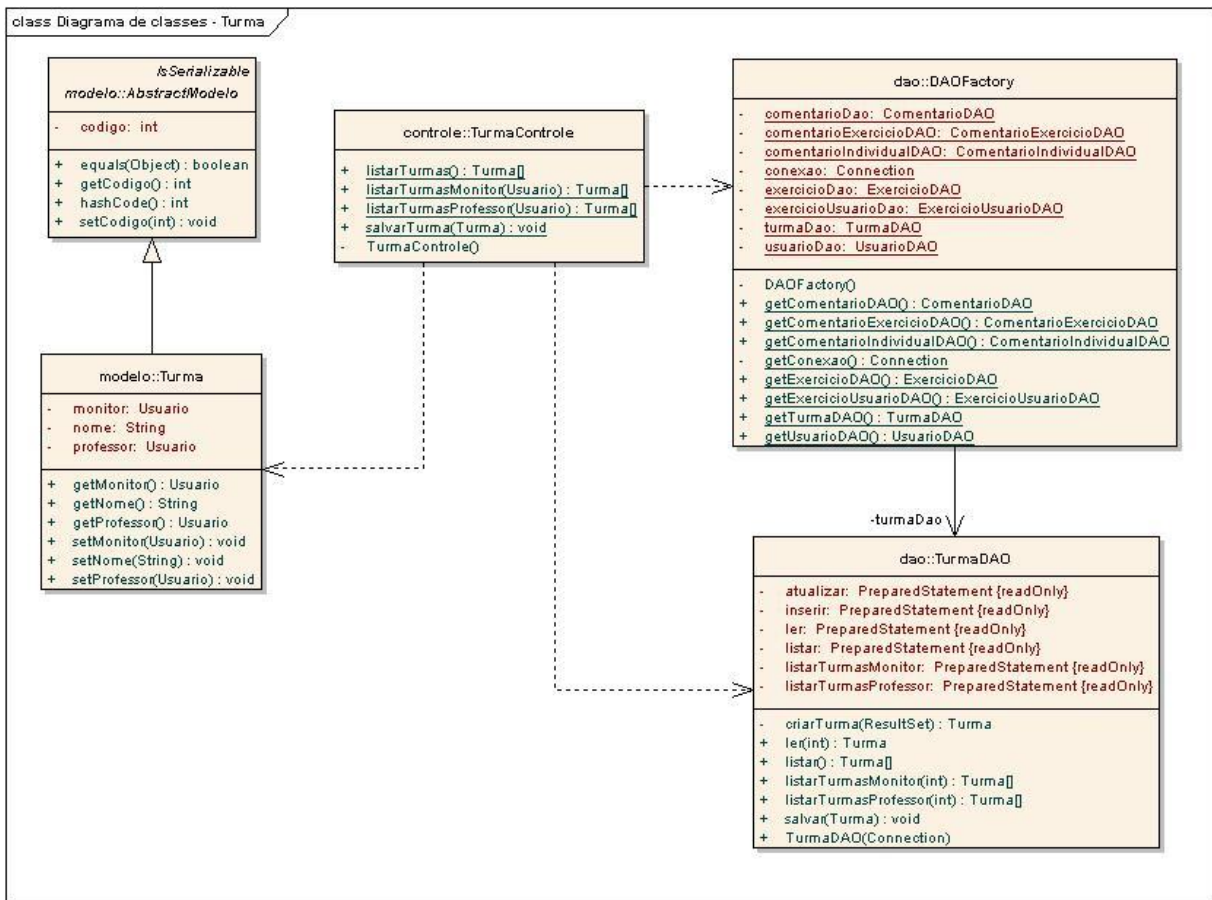 class Diagrama de classes - Turma
IsSerializable
modelo::AbstractModelo
- codigo: int
+ equals(Object) : boolean
+ getCodigo() : int
+ hashCode() : int
+ setCodigo(int) : void
controle::TurmaControle
+ listarTurmas() : Turma[]
+ listarTurmasMonitor(Usuario) : Turma[]
+ listarTurmasProfessor(Usuario) : Turma[]
+ salvarTurma(Turma) : void
- TurmaControle()
dao::DAOFactory
- comentarioDao: ComentarioDAO
- comentarioExercicioDAO: ComentarioExercicioDAO
- comentarioIndividualDAO: ComentarioIndividualDAO
- conexao: Connection
- exercicioDao: ExercicioDAO
- exercicioUsuarioDao: ExercicioUsuarioDAO
- turmaDao: TurmaDAO
- usuarioDao: UsuarioDAO
- DAOFactory()
+ getComentarioDAO() : ComentarioDAO
+ getComentarioExercicioDAO() : ComentarioExercicioDAO
+ getComentarioIndividualDAO() : ComentarioIndividualDAO
- getConexao() : Connection
+ getExercicioDAO() : ExercicioDAO
+ getExercicioUsuarioDAO() : ExercicioUsuarioDAO
+ getTurmaDAO() : TurmaDAO
+ getUsuarioDAO() : UsuarioDAO
modelo::Turma
- monitor: Usuario
- nome: String
- professor: Usuario
+ getMonitor() : Usuario
+ getNome() : String
+ getProfessor() : Usuario
+ setMonitor(Usuario) : void
+ setNome(String) : void
+ setProfessor(Usuario) : void
-turmaDao
dao::TurmaDAO
- atualizar: PreparedStatement {readOnly}
- inserir: PreparedStatement {readOnly}
- ler: PreparedStatement {readOnly}
- listar: PreparedStatement {readOnly}
- listarTurmasMonitor: PreparedStatement {readOnly}
- listarTurmasProfessor: PreparedStatement {readOnly}
- criarTurma(ResultSet) : Turma
+ ler(int) : Turma
+ listar() : Turma[]
+ listarTurmasMonitor(int) : Turma[]
+ listarTurmasProfessor(int) : Turma[]
+ salvar(Turma) : void
+ TurmaDAO(Connection)